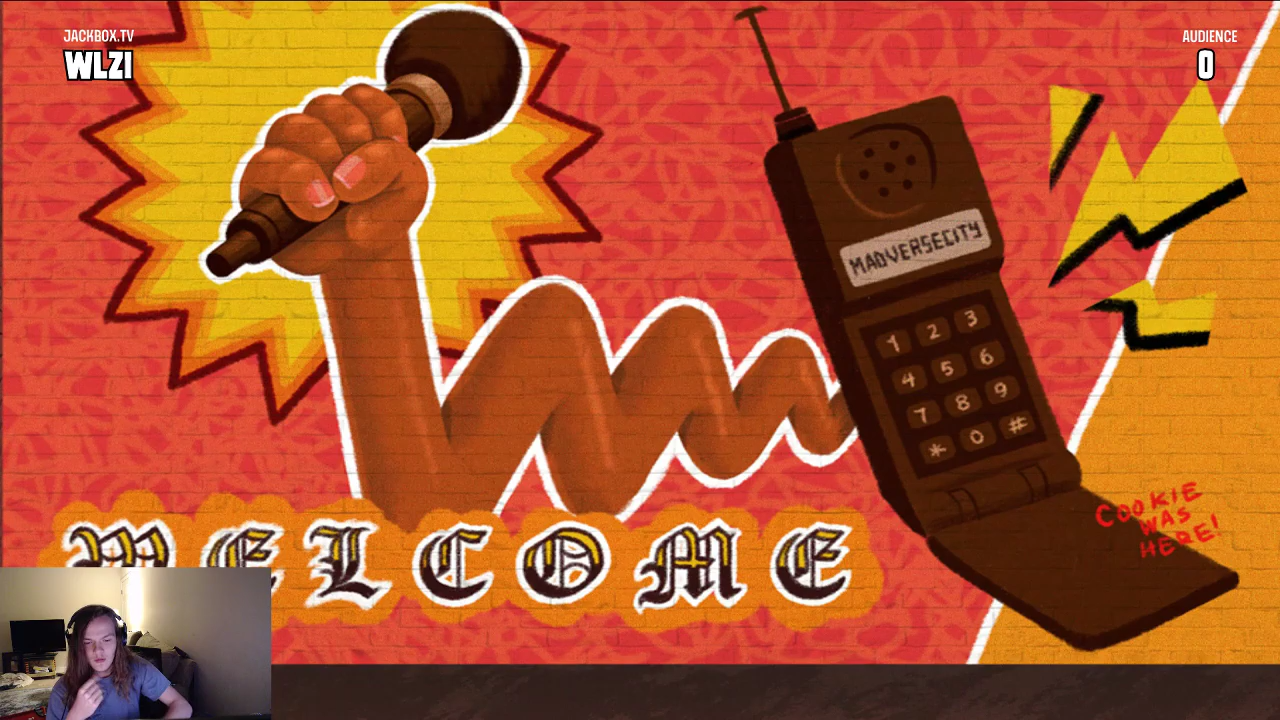 JACKBOX.TV
WLZI
AUDIENCE
0
MADVERSECITY
1 2 3
4 5 6
7 8 9
* 0 #
COOKIE
WAS
HERE!
WELCOME